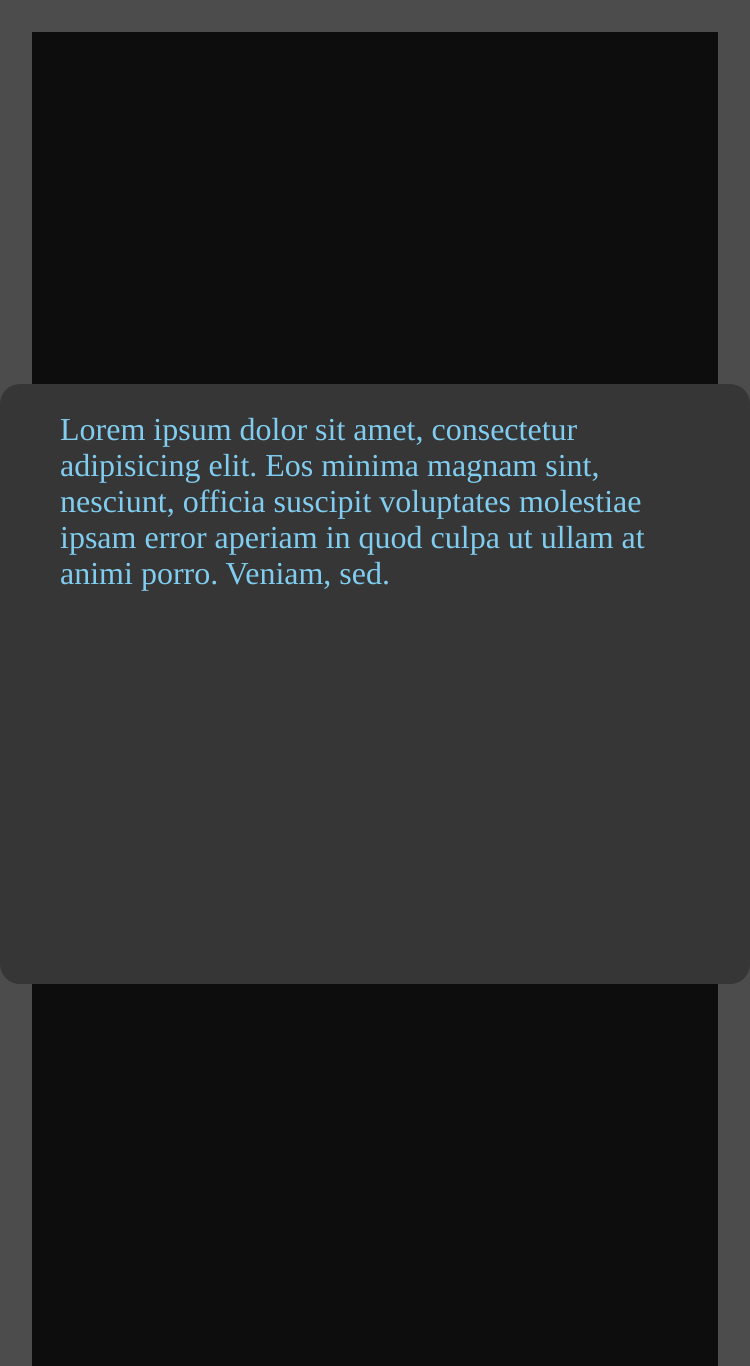 Lorem ipsum dolor sit amet, consectetur
adipisicing elit. Eos minima magnam sint,
nesciunt, officia suscipit voluptates molestiae
ipsam error aperiam in quod culpa ut ullam at
animi porro. Veniam, sed.